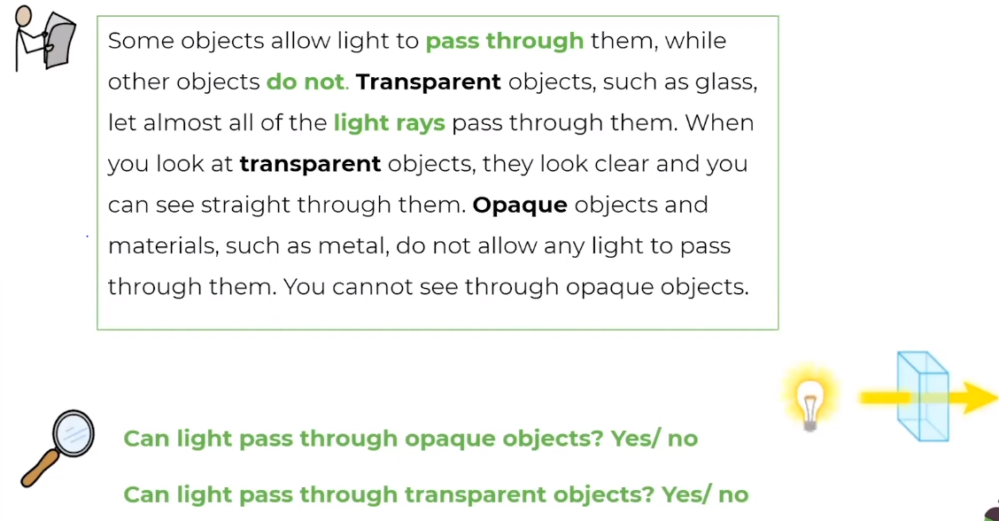 Some objects allow light to pass through them, while
other objects do not. Transparent objects, such as glass,
let almost all of the light rays pass through them. When
you look at transparent objects, they look clear and you
can see straight through them. Opaque objects and
materials, such as metal, do not allow any light to pass
through them. You cannot see through opaque objects.
Can light pass through opaque objects? Yes/ no
Can light pass through transparent objects? Yes/ no